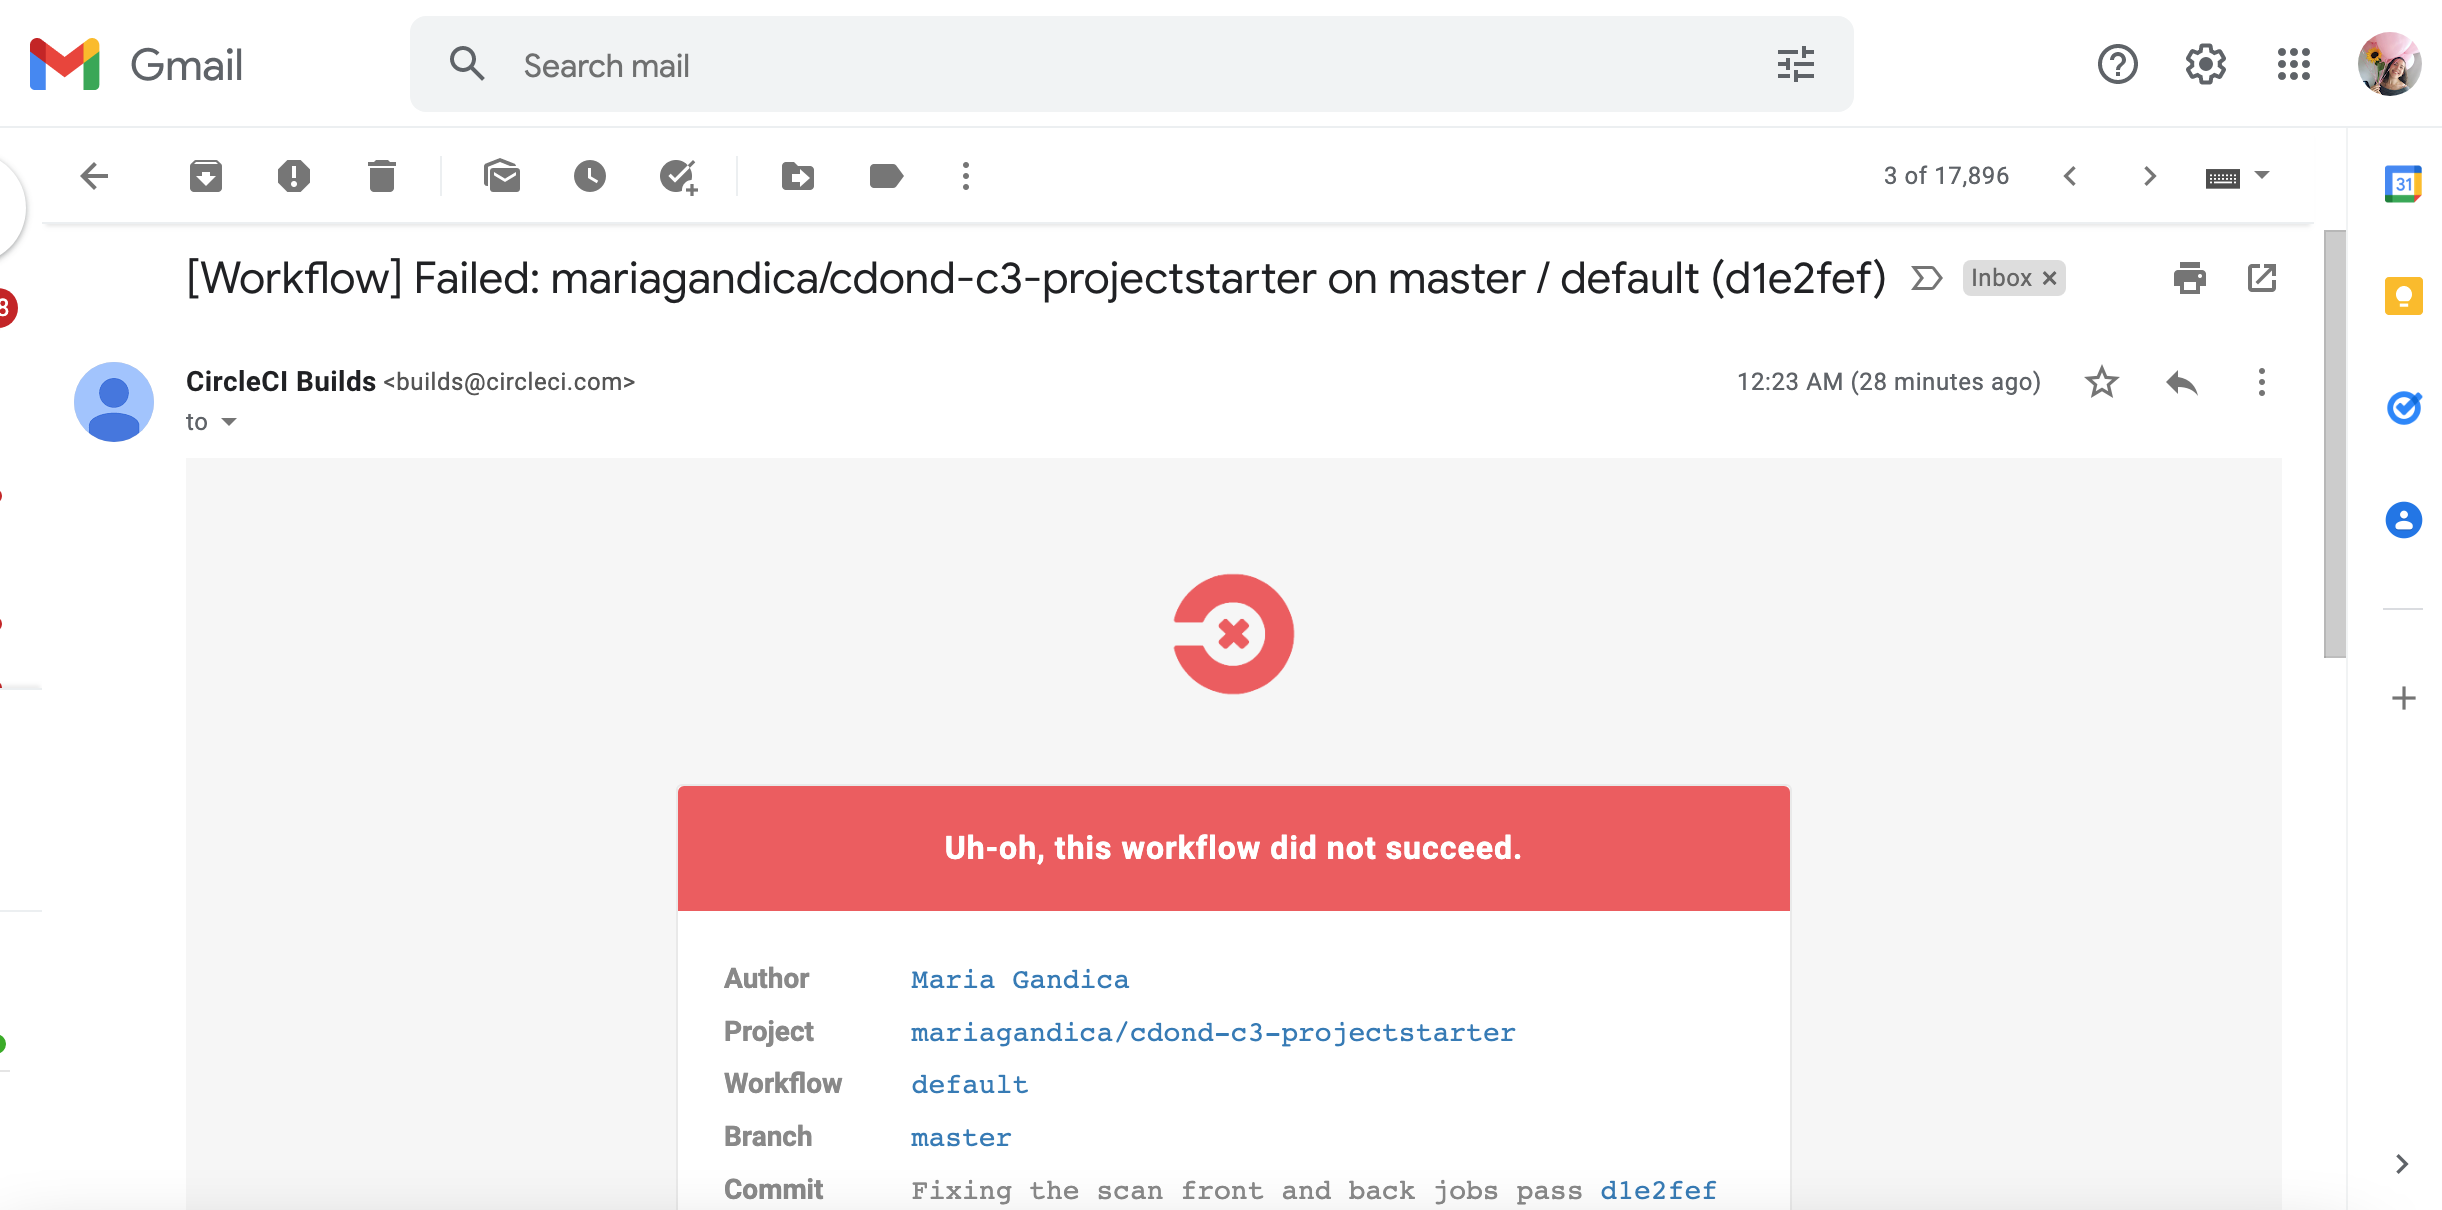 Gmail
Search mail
3 of 17,896
31
[Workflow] Failed: mariagandica/cdond-c3-projectstarter on master / default (d1e2fef)
Inbox ×
8
CircleCI Builds <builds@circleci.com>
12:23 AM (28 minutes ago)
to
Uh-oh, this workflow did not succeed.
Author Maria Gandica
Project mariagandica/cdond-c3-projectstarter
Workflow default
Branch master
Commit Fixing the scan front and back jobs pass d1e2fef